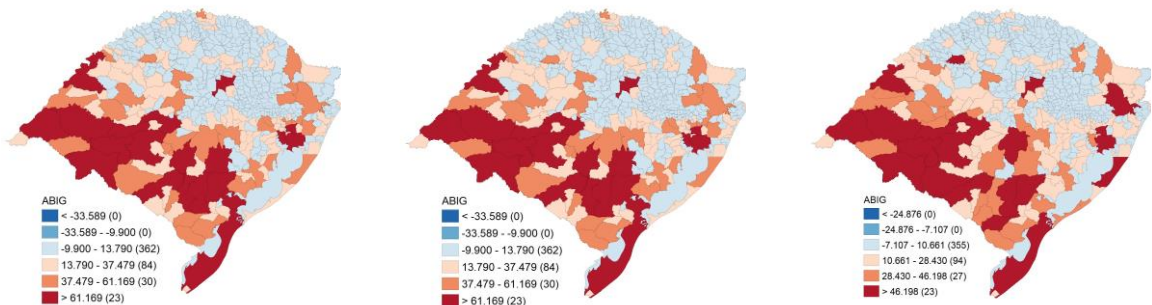 ABIG
< -33.589 (0)
-33.589 - -9.900 (0)
-9.900 - 13.790 (362)
13.790 - 37.479 (84)
37.479 - 61.169 (30)
> 61.169 (23)
ABIG
< -33.589 (0)
-33.589 - -9.900 (0)
-9.900 - 13.790 (362)
13.790 - 37.479 (84)
37.479 - 61.169 (30)
> 61.169 (23)
ABIG
< -24.876 (0)
-24.876 - -7.107 (0)
-7.107 - 10.661 (355)
10.661 - 28.430 (94)
28.430 - 46.198 (27)
> 46.198 (23)